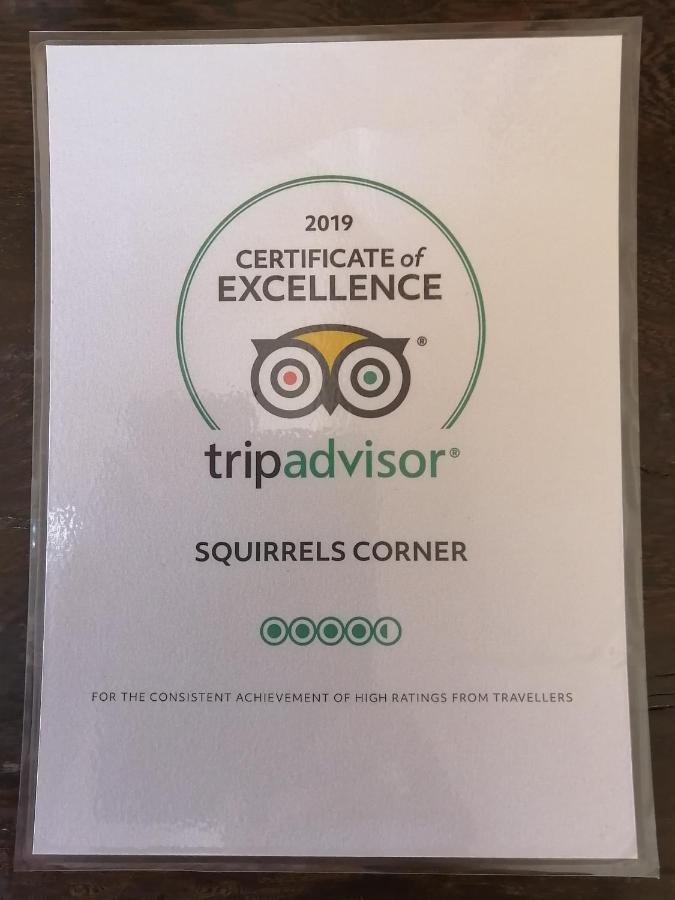 2019
CERTIFICATE of
EXCELLENCE
®
tripadvisor®
SQUIRRELS CORNER
FOR THE CONSISTENT ACHIEVEMENT OF HIGH RATINGS FROM TRAVELLERS